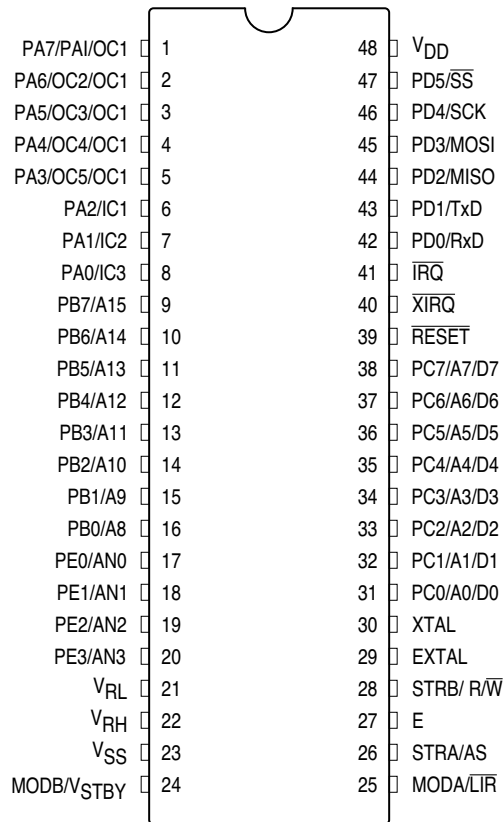 PA7/PAI/OC1 1 48 VDD
PA6/OC2/OC1 2 47 PD5/S̅S̅
PA5/OC3/OC1 3 46 PD4/SCK
PA4/OC4/OC1 4 45 PD3/MOSI
PA3/OC5/OC1 5 44 PD2/MISO
PA2/IC1 6 43 PD1/TxD
PA1/IC2 7 42 PD0/RxD
PA0/IC3 8 41 I̅R̅Q̅
PB7/A15 9 40 X̅I̅R̅Q̅
PB6/A14 10 39 R̅E̅S̅E̅T̅
PB5/A13 11 38 PC7/A7/D7
PB4/A12 12 37 PC6/A6/D6
PB3/A11 13 36 PC5/A5/D5
PB2/A10 14 35 PC4/A4/D4
PB1/A9 15 34 PC3/A3/D3
PB0/A8 16 33 PC2/A2/D2
PE0/AN0 17 32 PC1/A1/D1
PE1/AN1 18 31 PC0/A0/D0
PE2/AN2 19 30 XTAL
PE3/AN3 20 29 EXTAL
VRL 21 28 STRB/ R/W̅
VRH 22 27 E
VSS 23 26 STRA/AS
MODB/VSTBY 24 25 MODA/L̅I̅R̅